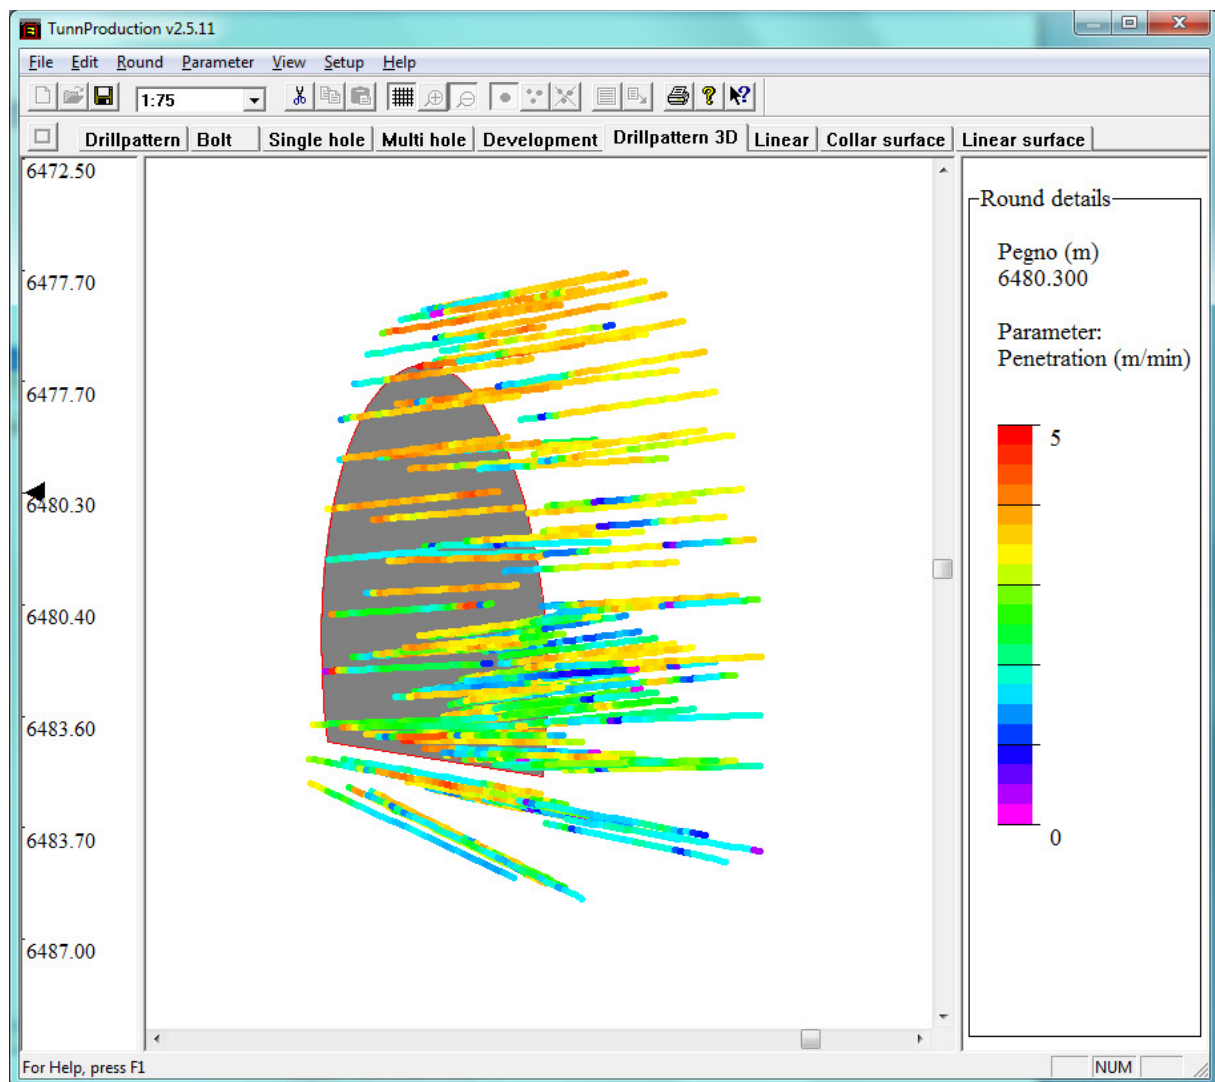 TunnProduction v2.5.11
File Edit Round Parameter View Setup Help
1:75
Drillpattern Bolt Single hole Multi hole Development Drillpattern 3D Linear Collar surface Linear surface
6472.50
6477.70
6477.70
6480.30
6480.40
6483.60
6483.70
6487.00
Round details
Pegno (m)
6480.300
Parameter:
Penetration (m/min)
5
0
For Help, press F1
NUM